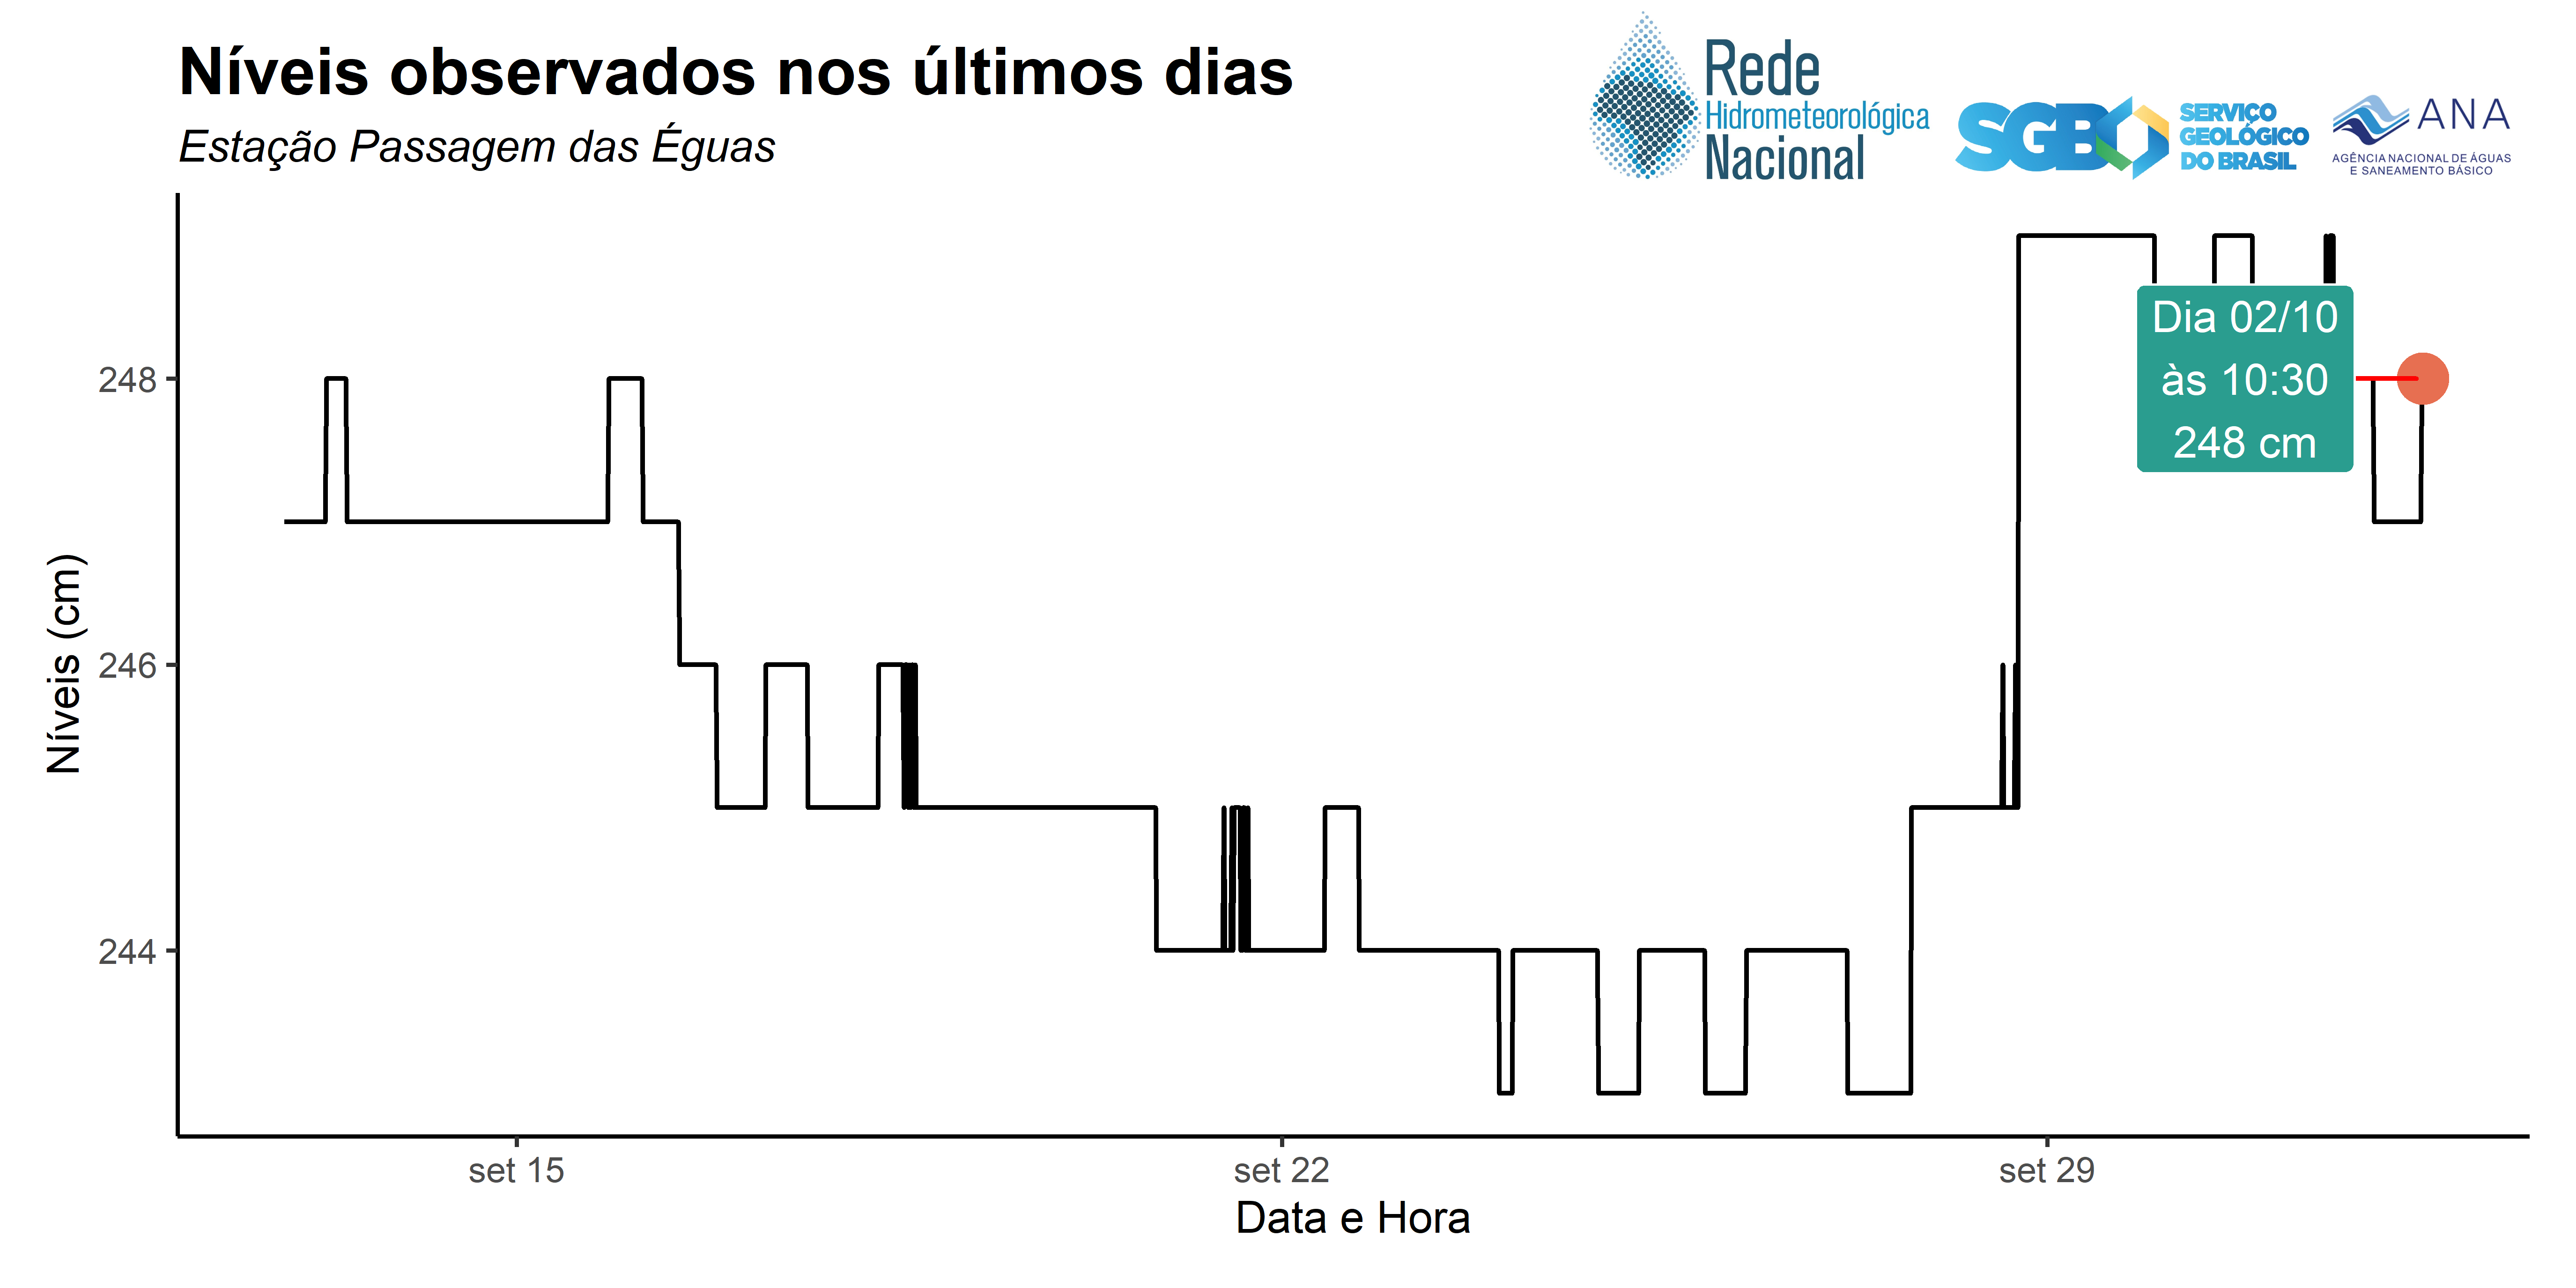 Níveis observados nos últimos dias
Estação Passagem das Éguas
Rede
Hidrometeorológica
Nacional
SGB
SERVIÇO
GEOLÓGICO
DO BRASIL
ANA
AGÊNCIA NACIONAL DE ÁGUAS
E SANEAMENTO BÁSICO
Dia 02/10
às 10:30
248 cm
248
246
244
Níveis (cm)
set 15
set 22
set 29
Data e Hora